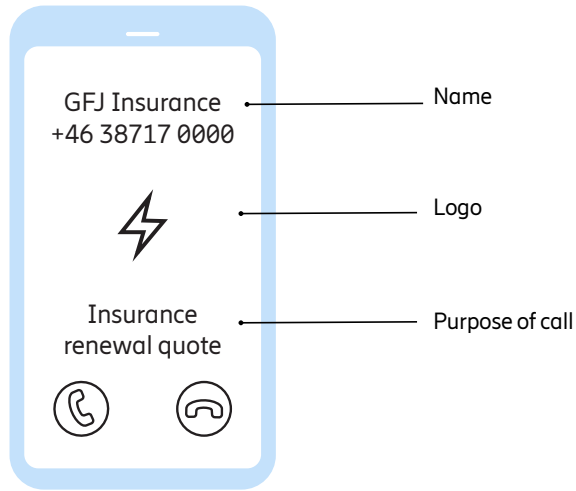 GFJ Insurance
+46 38717 0000
Insurance
renewal quote
Name
Logo
Purpose of call